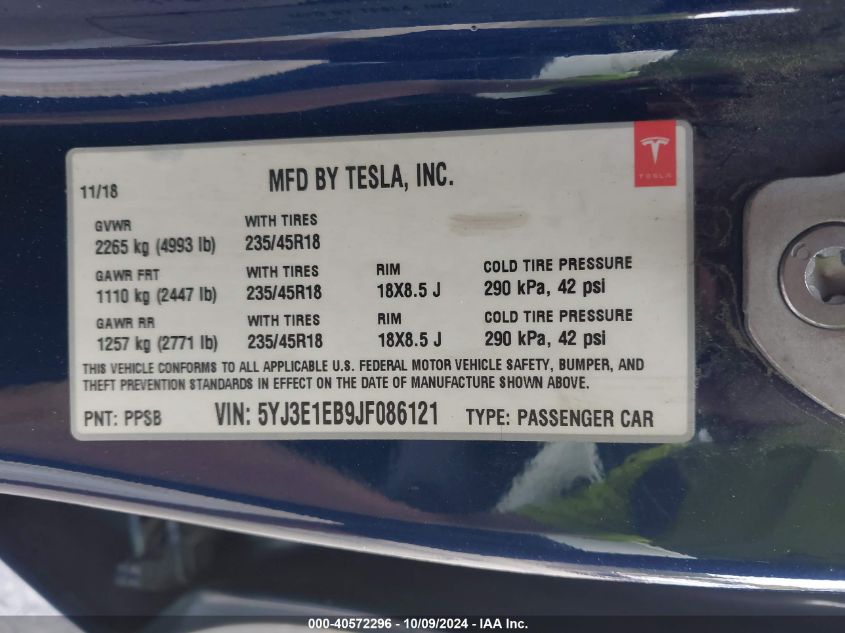 MFD BY TESLA, INC.
TESLA
11/18
GVWR WITH TIRES
2265 kg (4993 lb) 235/45R18
GAWR FRT WITH TIRES RIM COLD TIRE PRESSURE
1110 kg (2447 lb) 235/45R18 18X8.5 J 290 kPa, 42 psi
GAWR RR WITH TIRES RIM COLD TIRE PRESSURE
1257 kg (2771 lb) 235/45R18 18X8.5 J 290 kPa, 42 psi
THIS VEHICLE CONFORMS TO ALL APPLICABLE U.S. FEDERAL MOTOR VEHICLE SAFETY, BUMPER, AND
THEFT PREVENTION STANDARDS IN EFFECT ON THE DATE OF MANUFACTURE SHOWN ABOVE.
PNT: PPSB VIN: 5YJ3E1EB9JF086121 TYPE: PASSENGER CAR
000-40572296 - 10/09/2024 - IAA Inc.